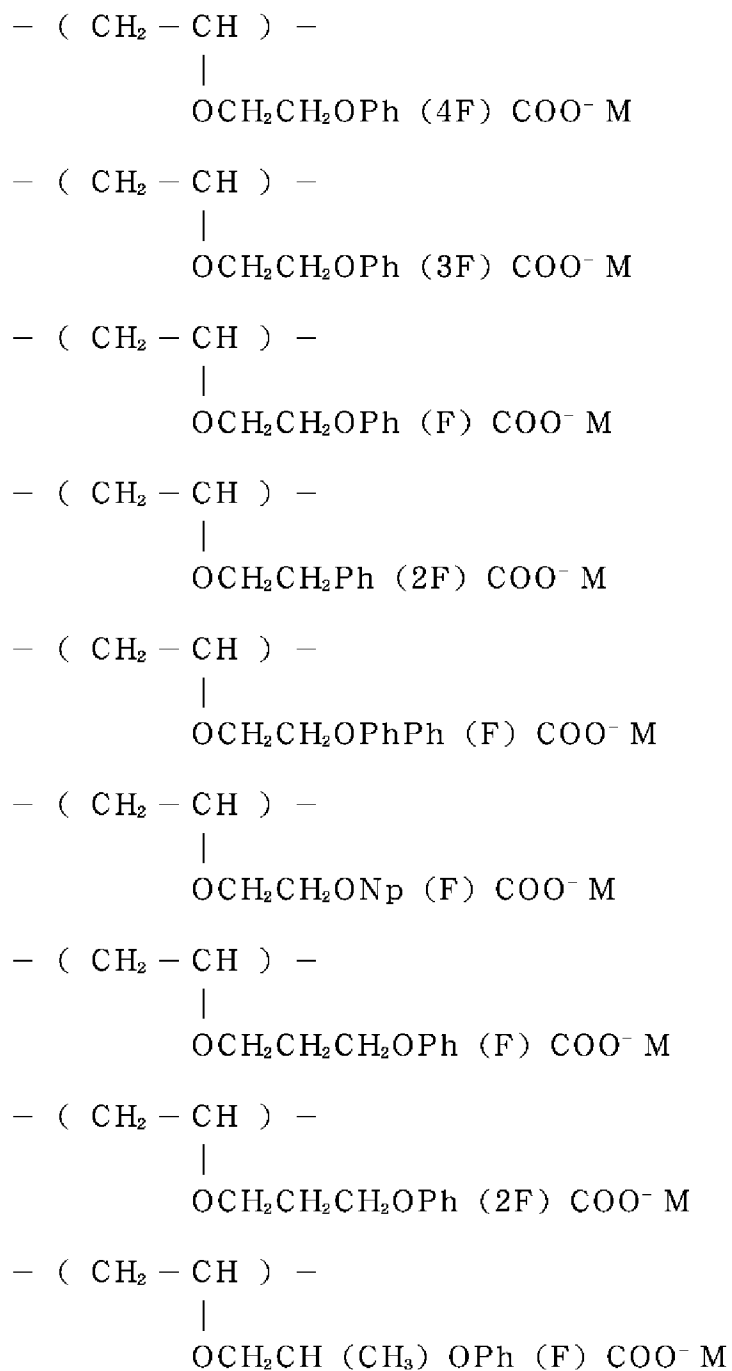 − ( CH₂ − CH ) −
|
OCH₂CH₂OPh (4F) COO⁻ M
− ( CH₂ − CH ) −
|
OCH₂CH₂OPh (3F) COO⁻ M
− ( CH₂ − CH ) −
|
OCH₂CH₂OPh (F) COO⁻ M
− ( CH₂ − CH ) −
|
OCH₂CH₂Ph (2F) COO⁻ M
− ( CH₂ − CH ) −
|
OCH₂CH₂OPhPh (F) COO⁻ M
− ( CH₂ − CH ) −
|
OCH₂CH₂ONp (F) COO⁻ M
− ( CH₂ − CH ) −
|
OCH₂CH₂CH₂OPh (F) COO⁻ M
− ( CH₂ − CH ) −
|
OCH₂CH₂CH₂OPh (2F) COO⁻ M
− ( CH₂ − CH ) −
|
OCH₂CH (CH₃) OPh (F) COO⁻ M